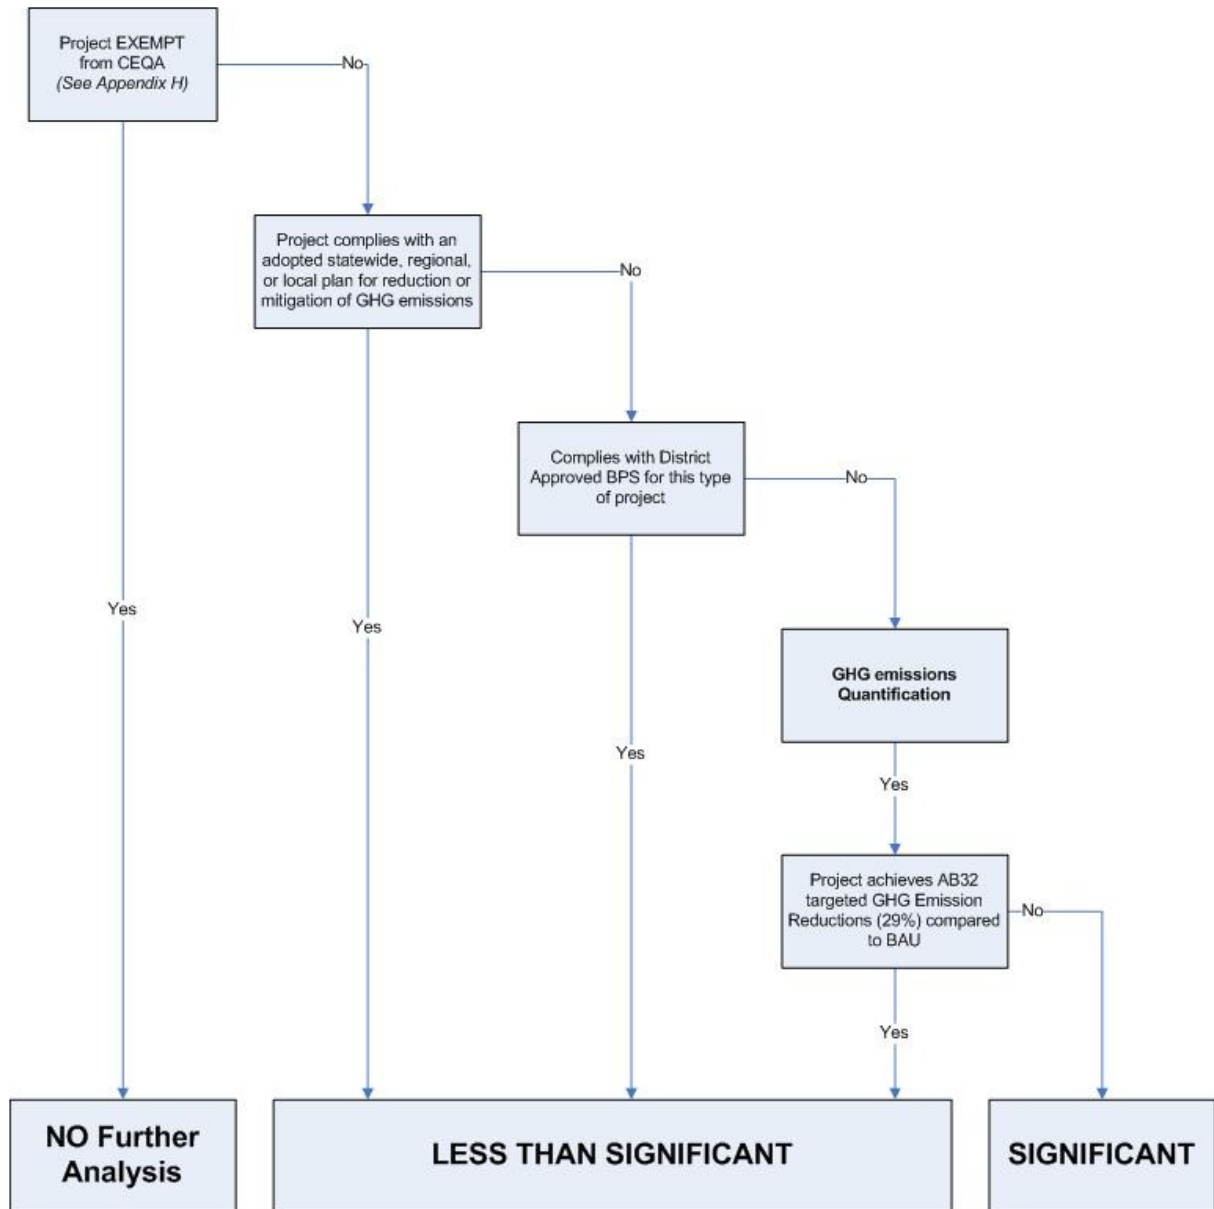 Project EXEMPT
from CEQA
(See Appendix H)
No
Project complies with an
adopted statewide, regional,
or local plan for reduction or
mitigation of GHG emissions
No
Complies with District
Approved BPS for this type
of project
No
Yes
Yes
GHG emissions
Quantification
Yes
Yes
Project achieves AB32
targeted GHG Emission
Reductions (29%) compared
to BAU
No
Yes
NO Further
Analysis
LESS THAN SIGNIFICANT
SIGNIFICANT